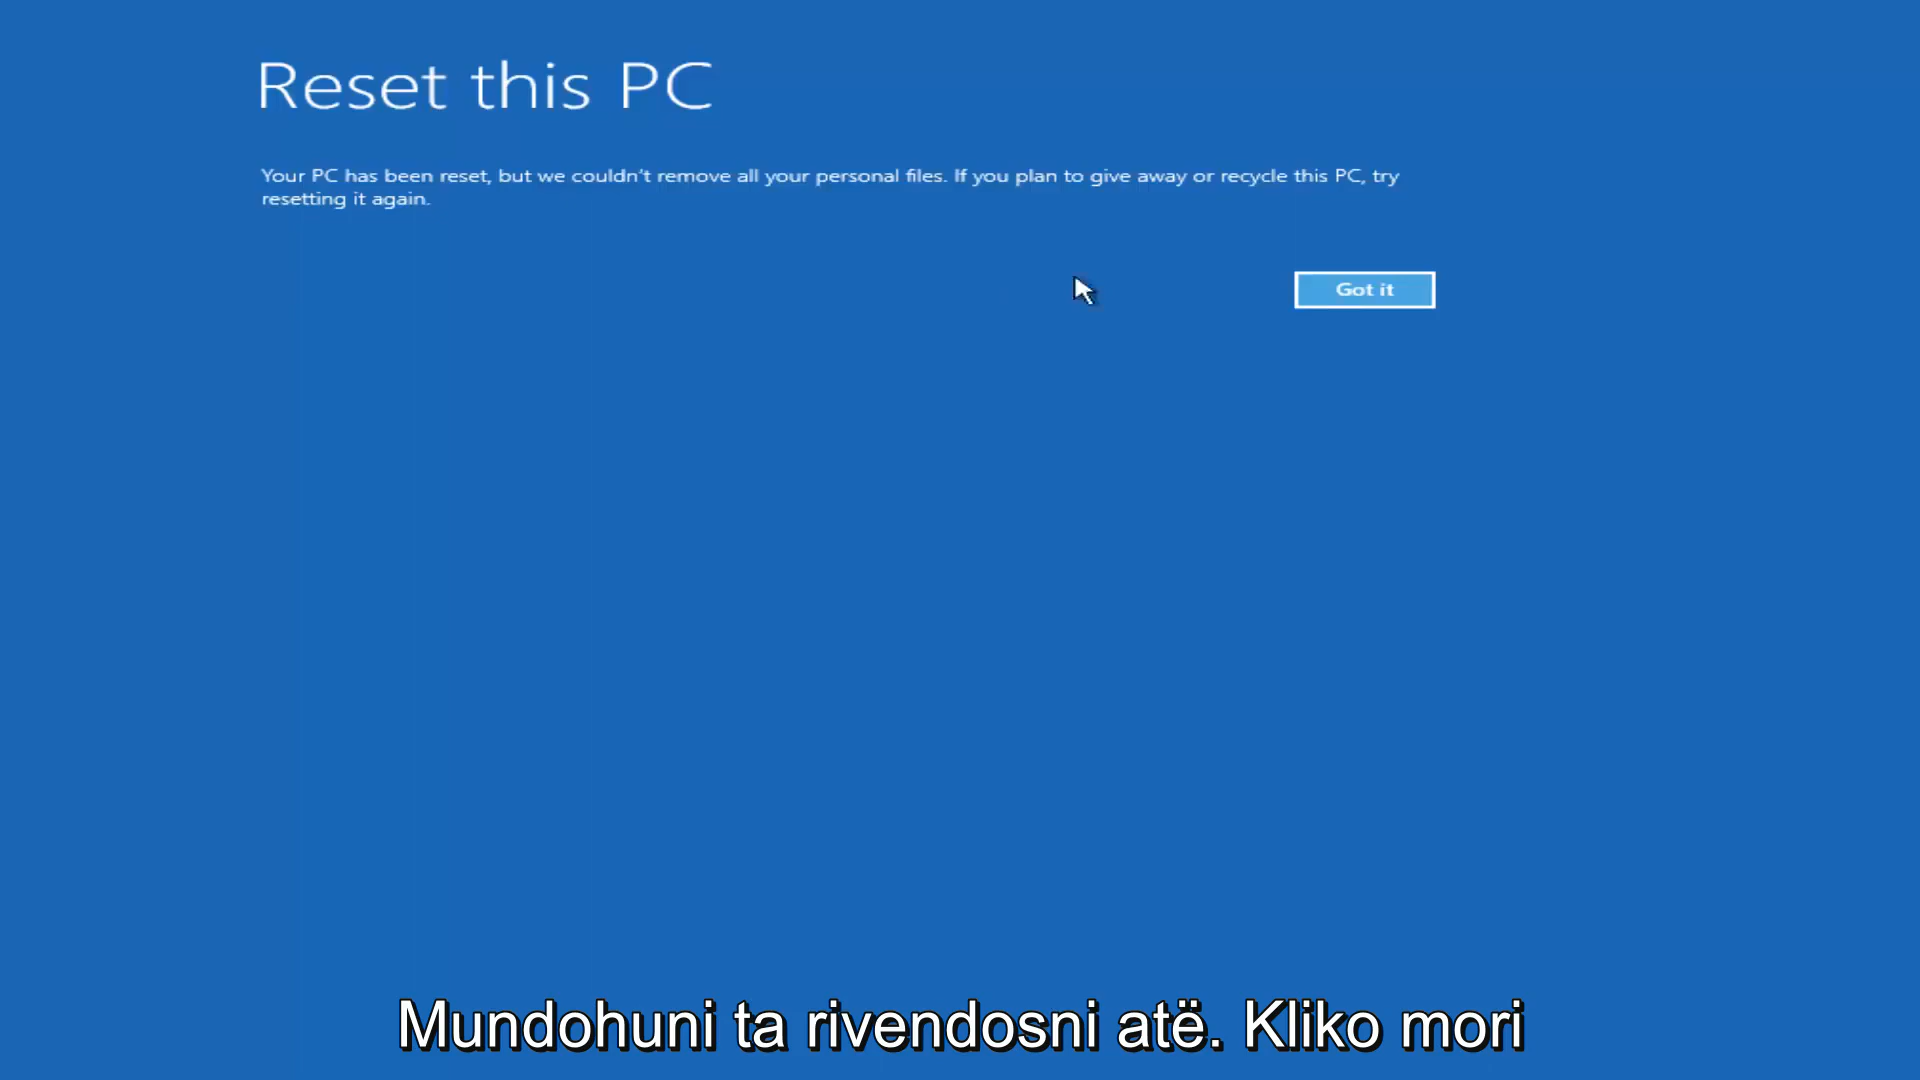 Reset this PC
Your PC has been reset, but we couldn't remove all your personal files. If you plan to give away or recycle this PC, try
resetting it again.
Got it
Mundohuni ta rivendosni atë. Kliko mori